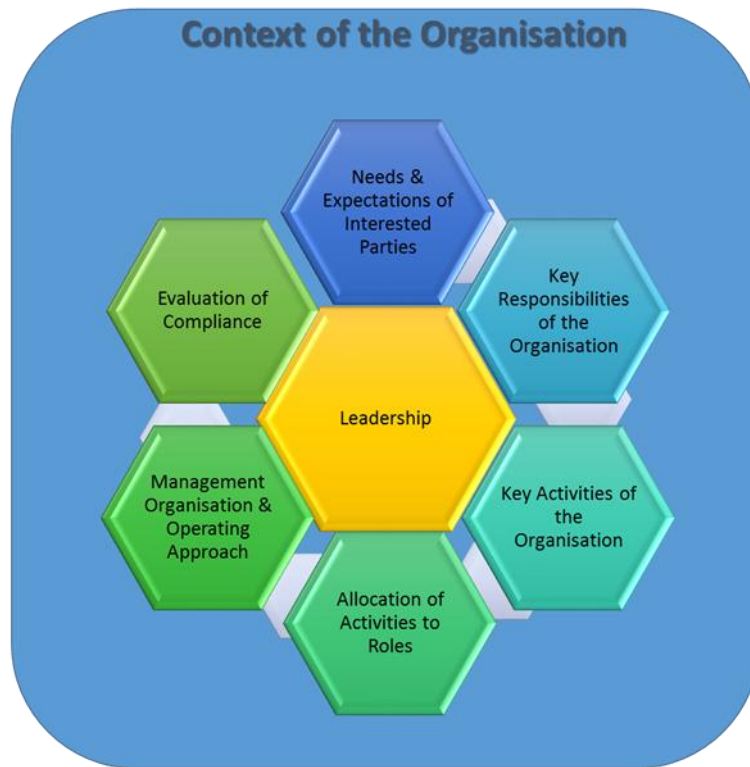 Context of the Organisation
Needs &
Expectations of
Interested
Parties
Key
Responsibilities
of the
Organisation
Key Activities of
the
Organisation
Allocation of
Activities to
Roles
Management
Organisation &
Operating
Approach
Evaluation of
Compliance
Leadership